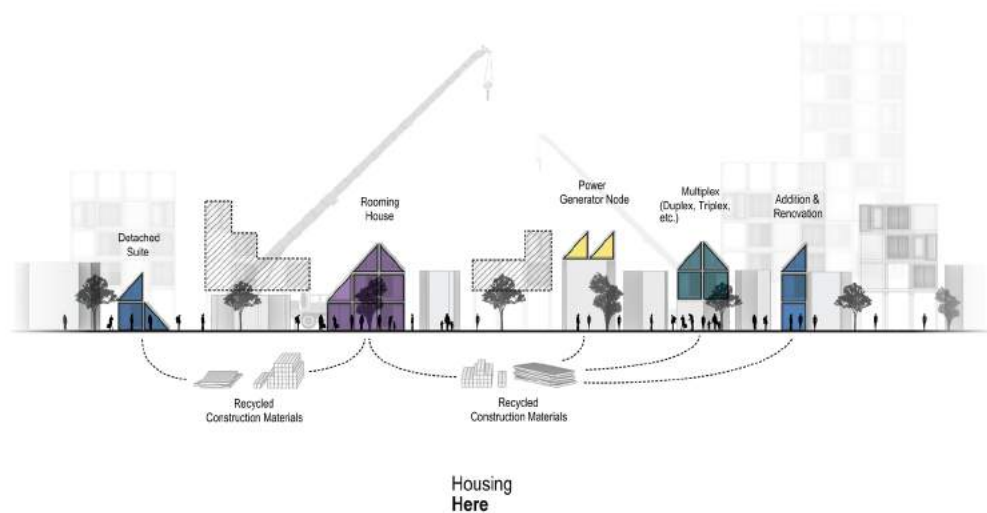 Detached
Suite
Rooming
House
Power
Generator Node
Multiplex
(Duplex, Triplex,
etc.)
Addition &
Renovation
Recycled
Construction Materials
Recycled
Construction Materials
Housing
Here